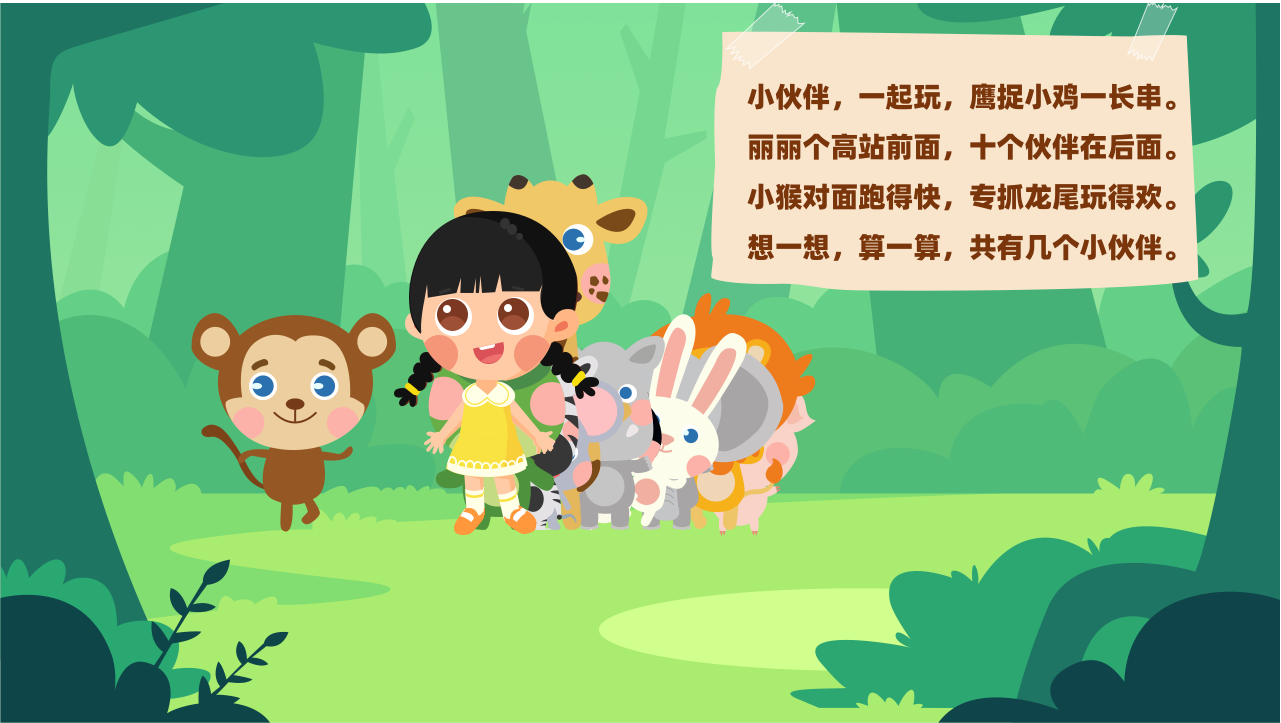 小伙伴，一起玩，鹰捉小鸡一长串。
丽丽个高站前面，十个伙伴在后面。
小猴对面跑得快，专抓龙尾玩得欢。
想一想，算一算，共有几个小伙伴。